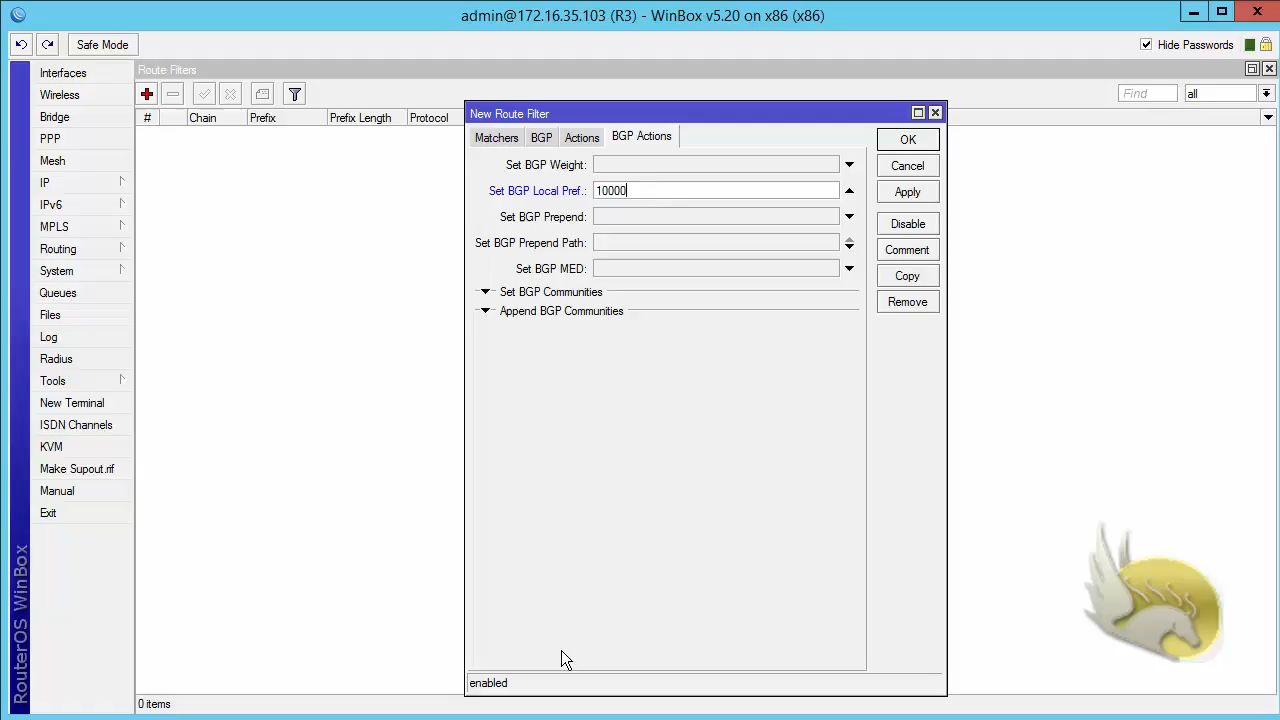 admin@172.16.35.103 (R3) - WinBox v5.20 on x86 (x86)
Safe Mode
Hide Passwords
Interfaces
Wireless
Bridge
PPP
Mesh
IP
IPv6
MPLS
Routing
System
Queues
Files
Log
Radius
Tools
New Terminal
ISDN Channels
KVM
Make Supout.rif
Manual
Exit
RouterOS WinBox
Route Filters
Find
all
# Chain Prefix Prefix Length Protocol
New Route Filter
Matchers BGP Actions BGP Actions
Set BGP Weight:
Set BGP Local Pref.: 10000
Set BGP Prepend:
Set BGP Prepend Path:
Set BGP MED:
Set BGP Communities
Append BGP Communities
OK
Cancel
Apply
Disable
Comment
Copy
Remove
enabled
0 items